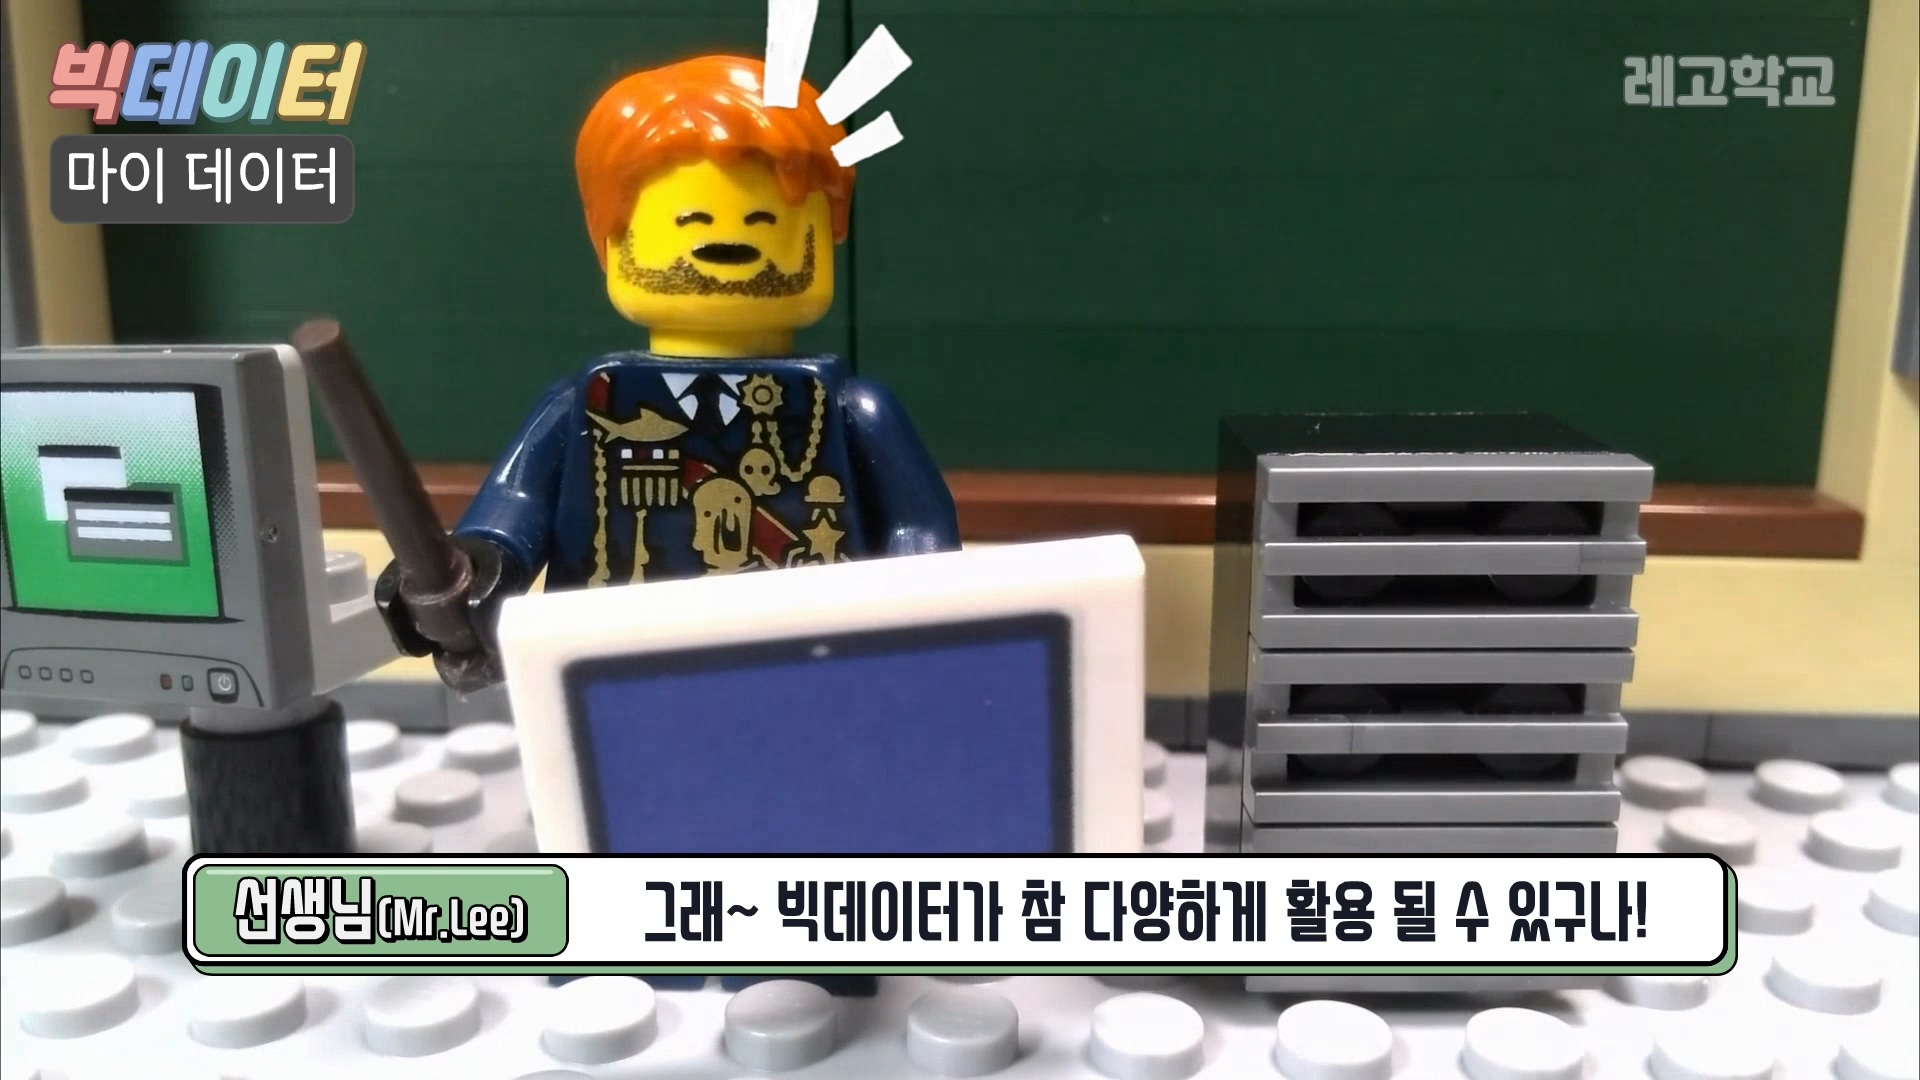 빅데이터
마이 데이터
레고학교
선생님(Mr.Lee)
그래~ 빅데이터가 참 다양하게 활용 될 수 있구나!